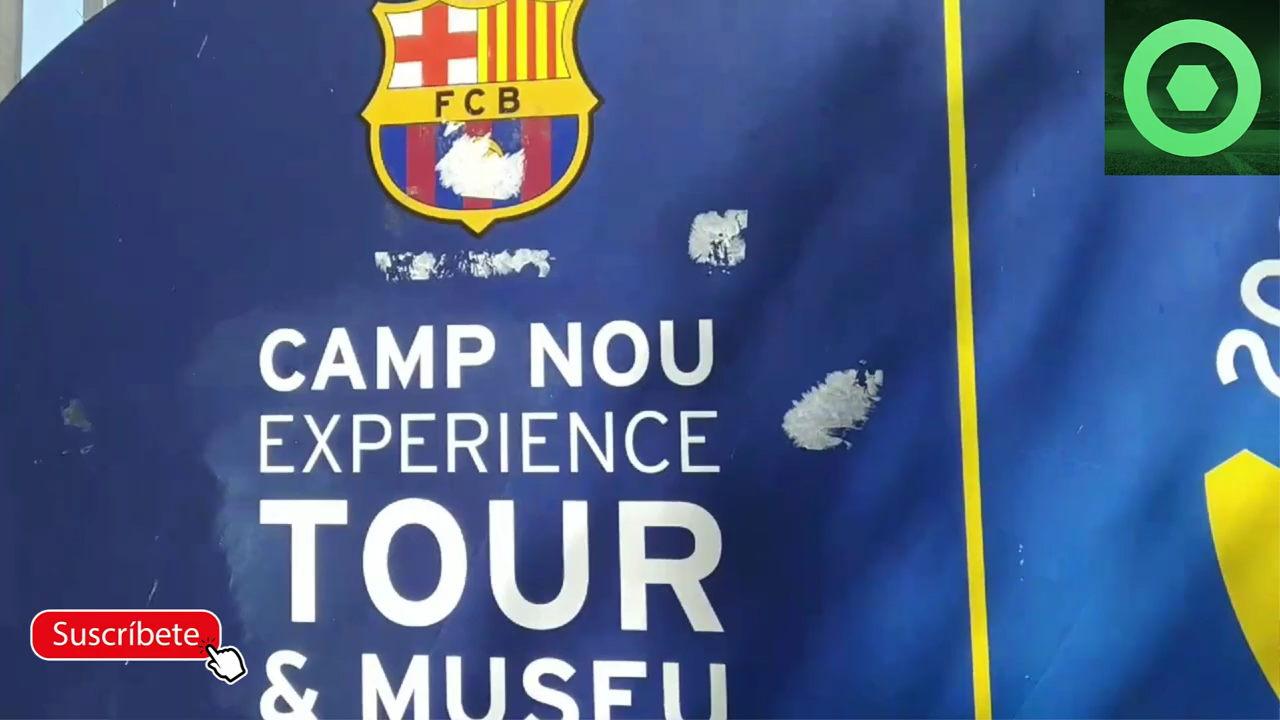 FCB
CAMP NOU
EXPERIENCE
TOUR
& MUSEU
Suscríbete